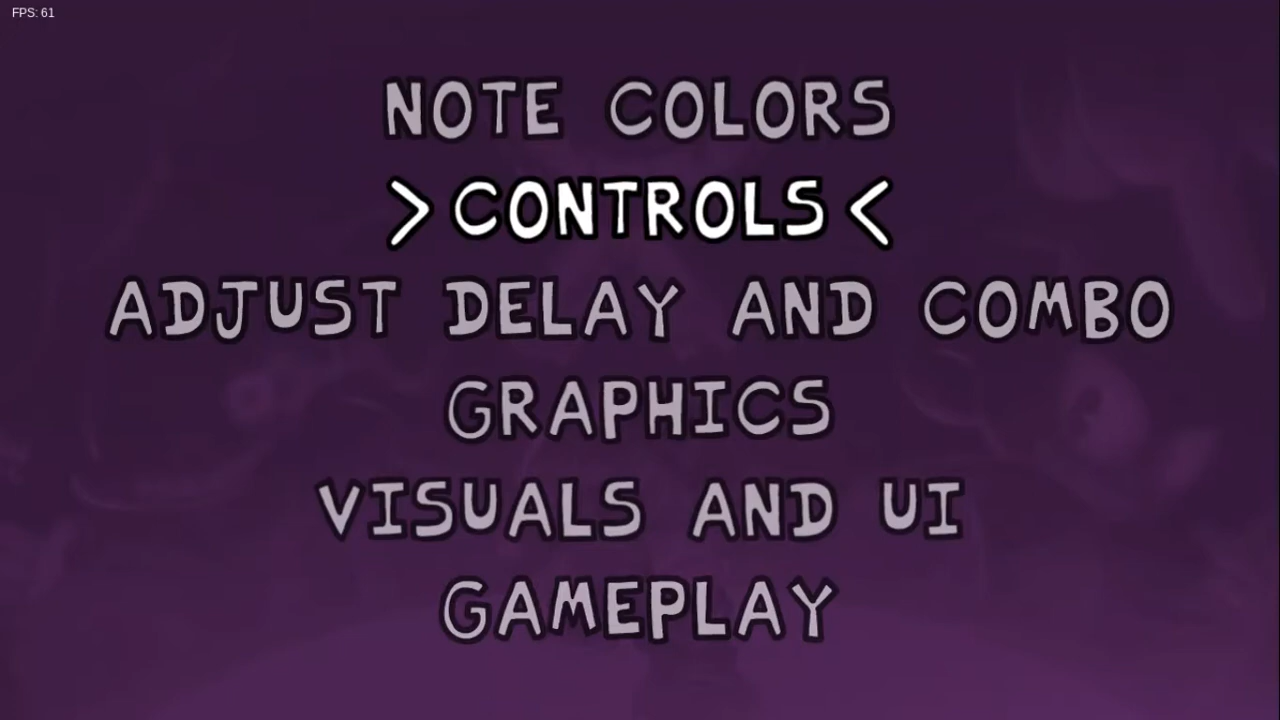 FPS: 61
NOTE COLORS
> CONTROLS <
ADJUST DELAY AND COMBO
GRAPHICS
VISUALS AND UI
GAMEPLAY